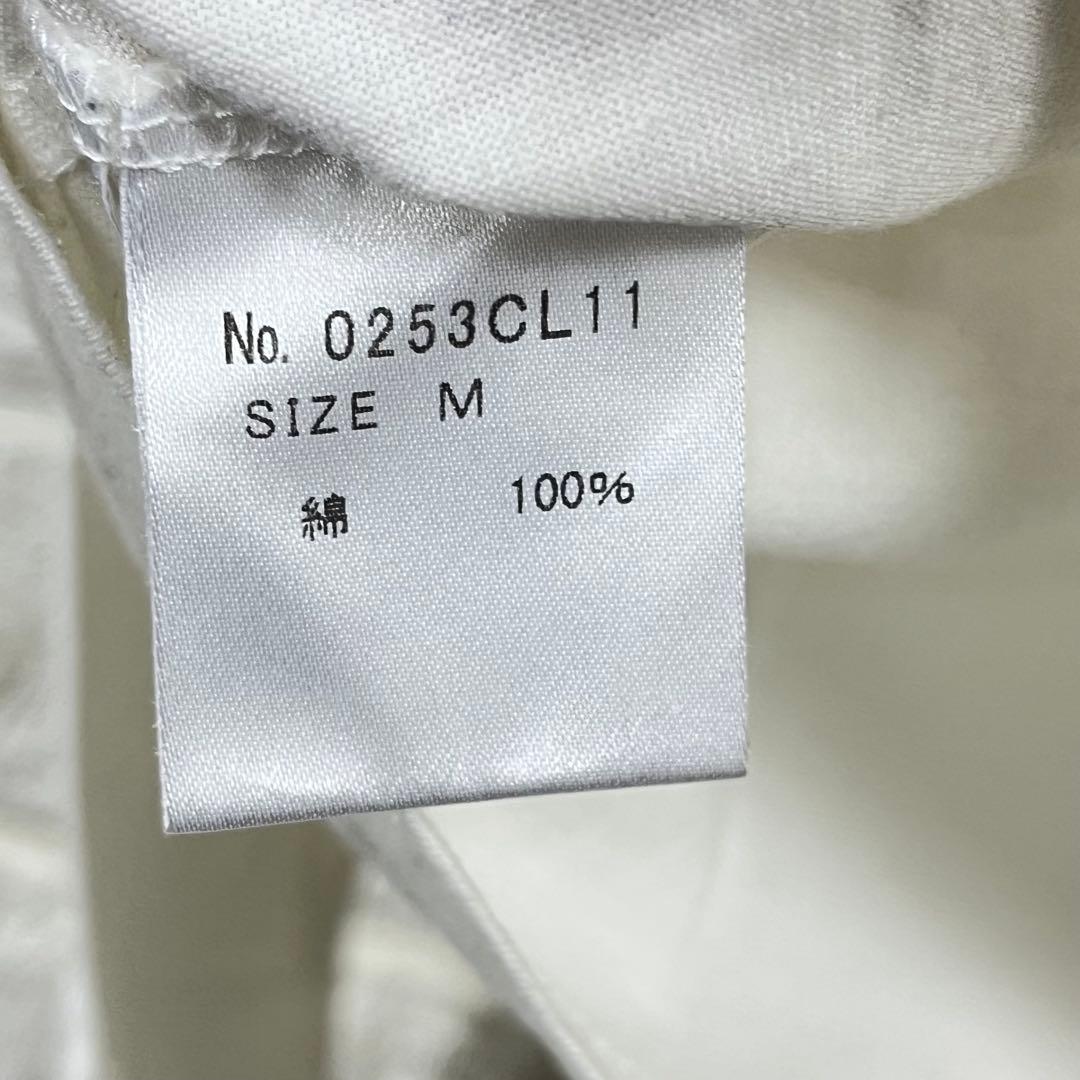 No. 0253CL11
SIZE M
綿 100%